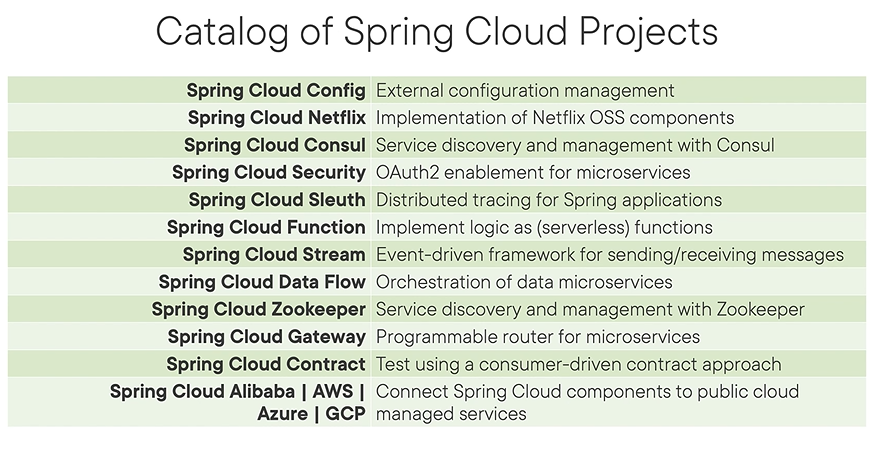 Catalog of Spring Cloud Projects
Spring Cloud Config External configuration management
Spring Cloud Netflix Implementation of Netflix OSS components
Spring Cloud Consul Service discovery and management with Consul
Spring Cloud Security OAuth2 enablement for microservices
Spring Cloud Sleuth Distributed tracing for Spring applications
Spring Cloud Function Implement logic as (serverless) functions
Spring Cloud Stream Event-driven framework for sending/receiving messages
Spring Cloud Data Flow Orchestration of data microservices
Spring Cloud Zookeeper Service discovery and management with Zookeeper
Spring Cloud Gateway Programmable router for microservices
Spring Cloud Contract Test using a consumer-driven contract approach
Spring Cloud Alibaba | AWS | Connect Spring Cloud components to public cloud
Azure | GCP managed services